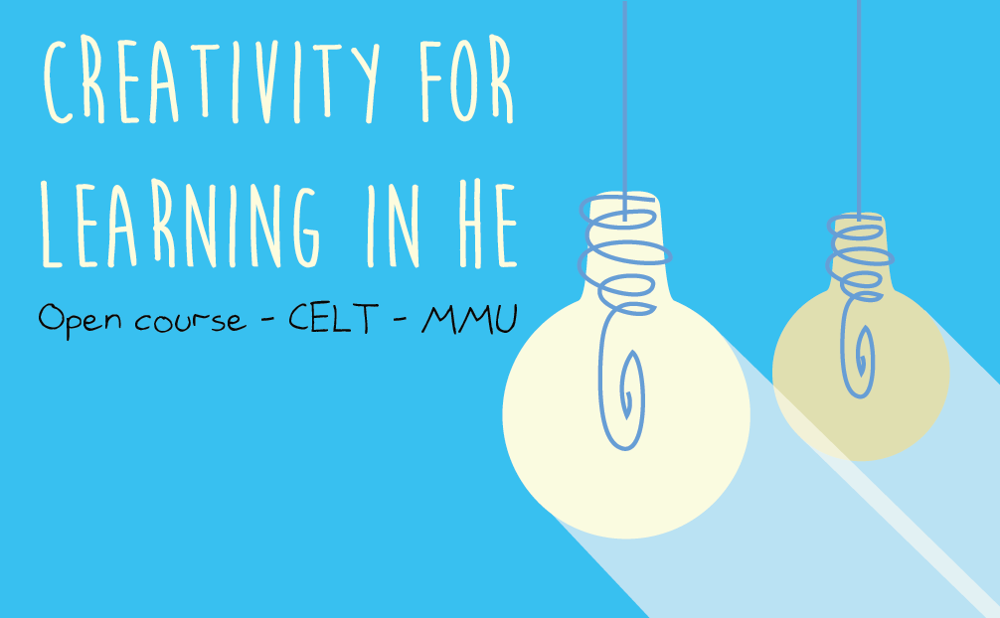 CREATIVITY FOR
LEARNING IN HE
Open course - CELT - MMU